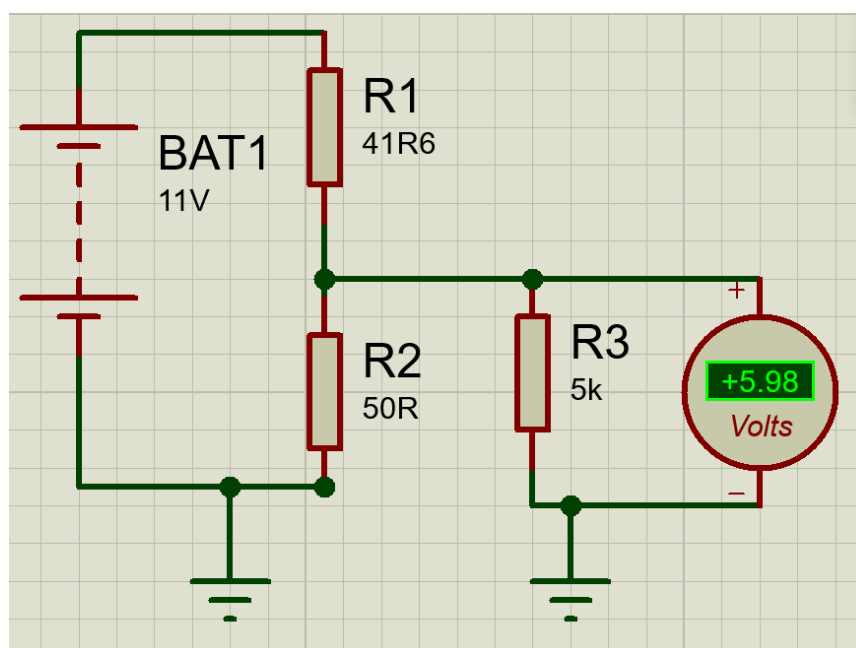 R1
41R6
BAT1
11V
+
R2
50R
R3
5k
+5.98
Volts
−